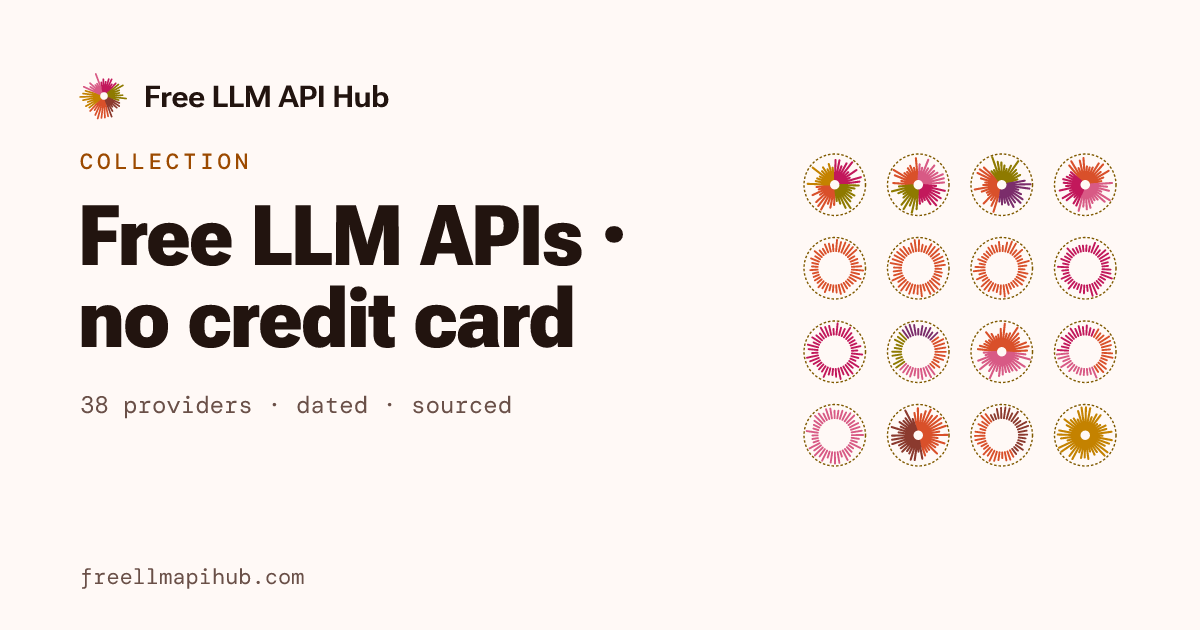 Free LLM API Hub
COLLECTION
Free LLM APIs ·
no credit card
38 providers · dated · sourced
freellmapihub.com